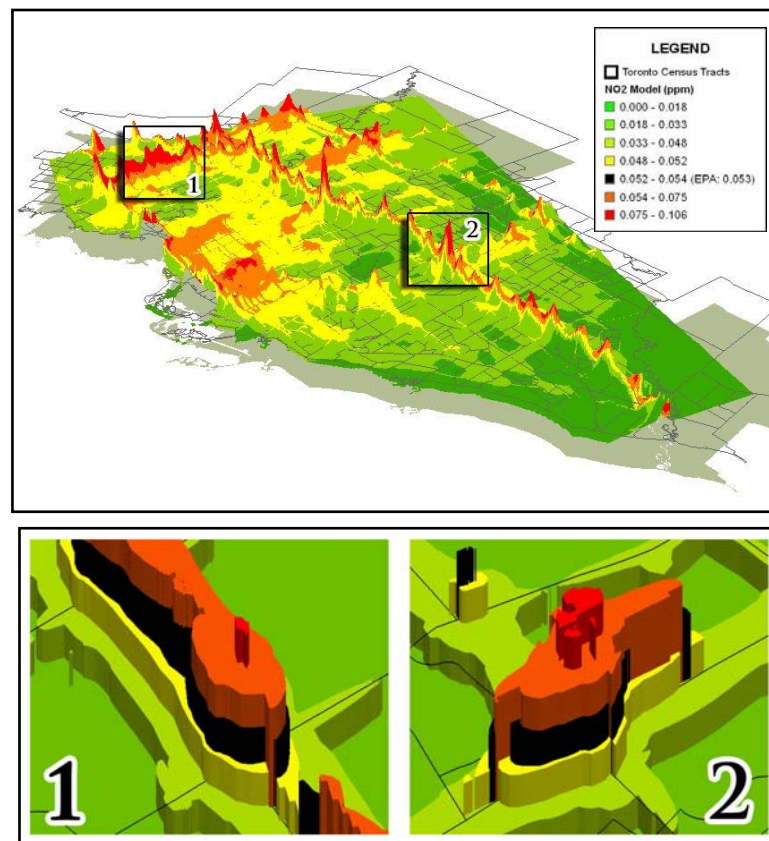 LEGEND
Toronto Census Tracts
NO2 Model (ppm)
0.000 - 0.018
0.018 - 0.033
0.033 - 0.048
0.048 - 0.052
0.052 - 0.054 (EPA: 0.053)
0.054 - 0.075
0.075 - 0.106
1
2
1
2